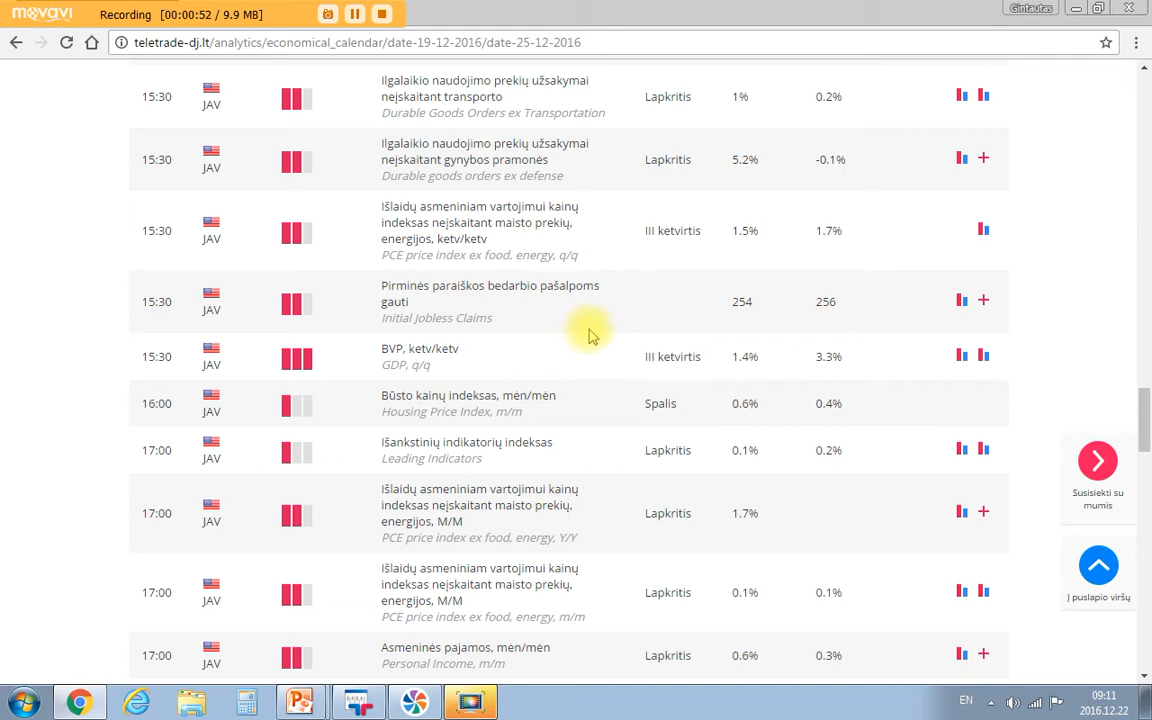 movavi Recording [00:00:52 / 9.9 MB]
Gintautas
teletrade-dj.lt/analytics/economical_calendar/date-19-12-2016/date-25-12-2016
15:30
JAV
Ilgalaikio naudojimo prekių užsakymai
neįskaitant transporto
Durable Goods Orders ex Transportation
Lapkritis
1%
0.2%
15:30
JAV
Ilgalaikio naudojimo prekių užsakymai
neįskaitant gynybos pramonės
Durable goods orders ex defense
Lapkritis
5.2%
-0.1%
15:30
JAV
Išlaidų asmeniniam vartojimui kainų
indeksas neįskaitant maisto prekių,
energijos, ketv/ketv
PCE price index ex food, energy, q/q
III ketvirtis
1.5%
1.7%
15:30
JAV
Pirminės paraiškos bedarbio pašalpoms
gauti
Initial Jobless Claims
254
256
15:30
JAV
BVP, ketv/ketv
GDP, q/q
III ketvirtis
1.4%
3.3%
16:00
JAV
Būsto kainų indeksas, mėn/mėn
Housing Price Index, m/m
Spalis
0.6%
0.4%
17:00
JAV
Išankstinių indikatorių indeksas
Leading Indicators
Lapkritis
0.1%
0.2%
17:00
JAV
Išlaidų asmeniniam vartojimui kainų
indeksas neįskaitant maisto prekių,
energijos, M/M
PCE price index ex food, energy, Y/Y
Lapkritis
1.7%
17:00
JAV
Išlaidų asmeniniam vartojimui kainų
indeksas neįskaitant maisto prekių,
energijos, M/M
PCE price index ex food, energy, m/m
Lapkritis
0.1%
0.1%
17:00
JAV
Asmeninės pajamos, mėn/mėn
Personal Income, m/m
Lapkritis
0.6%
0.3%
Susisiekti su
mumis
Į puslapio viršų
EN
09:11
2016.12.22